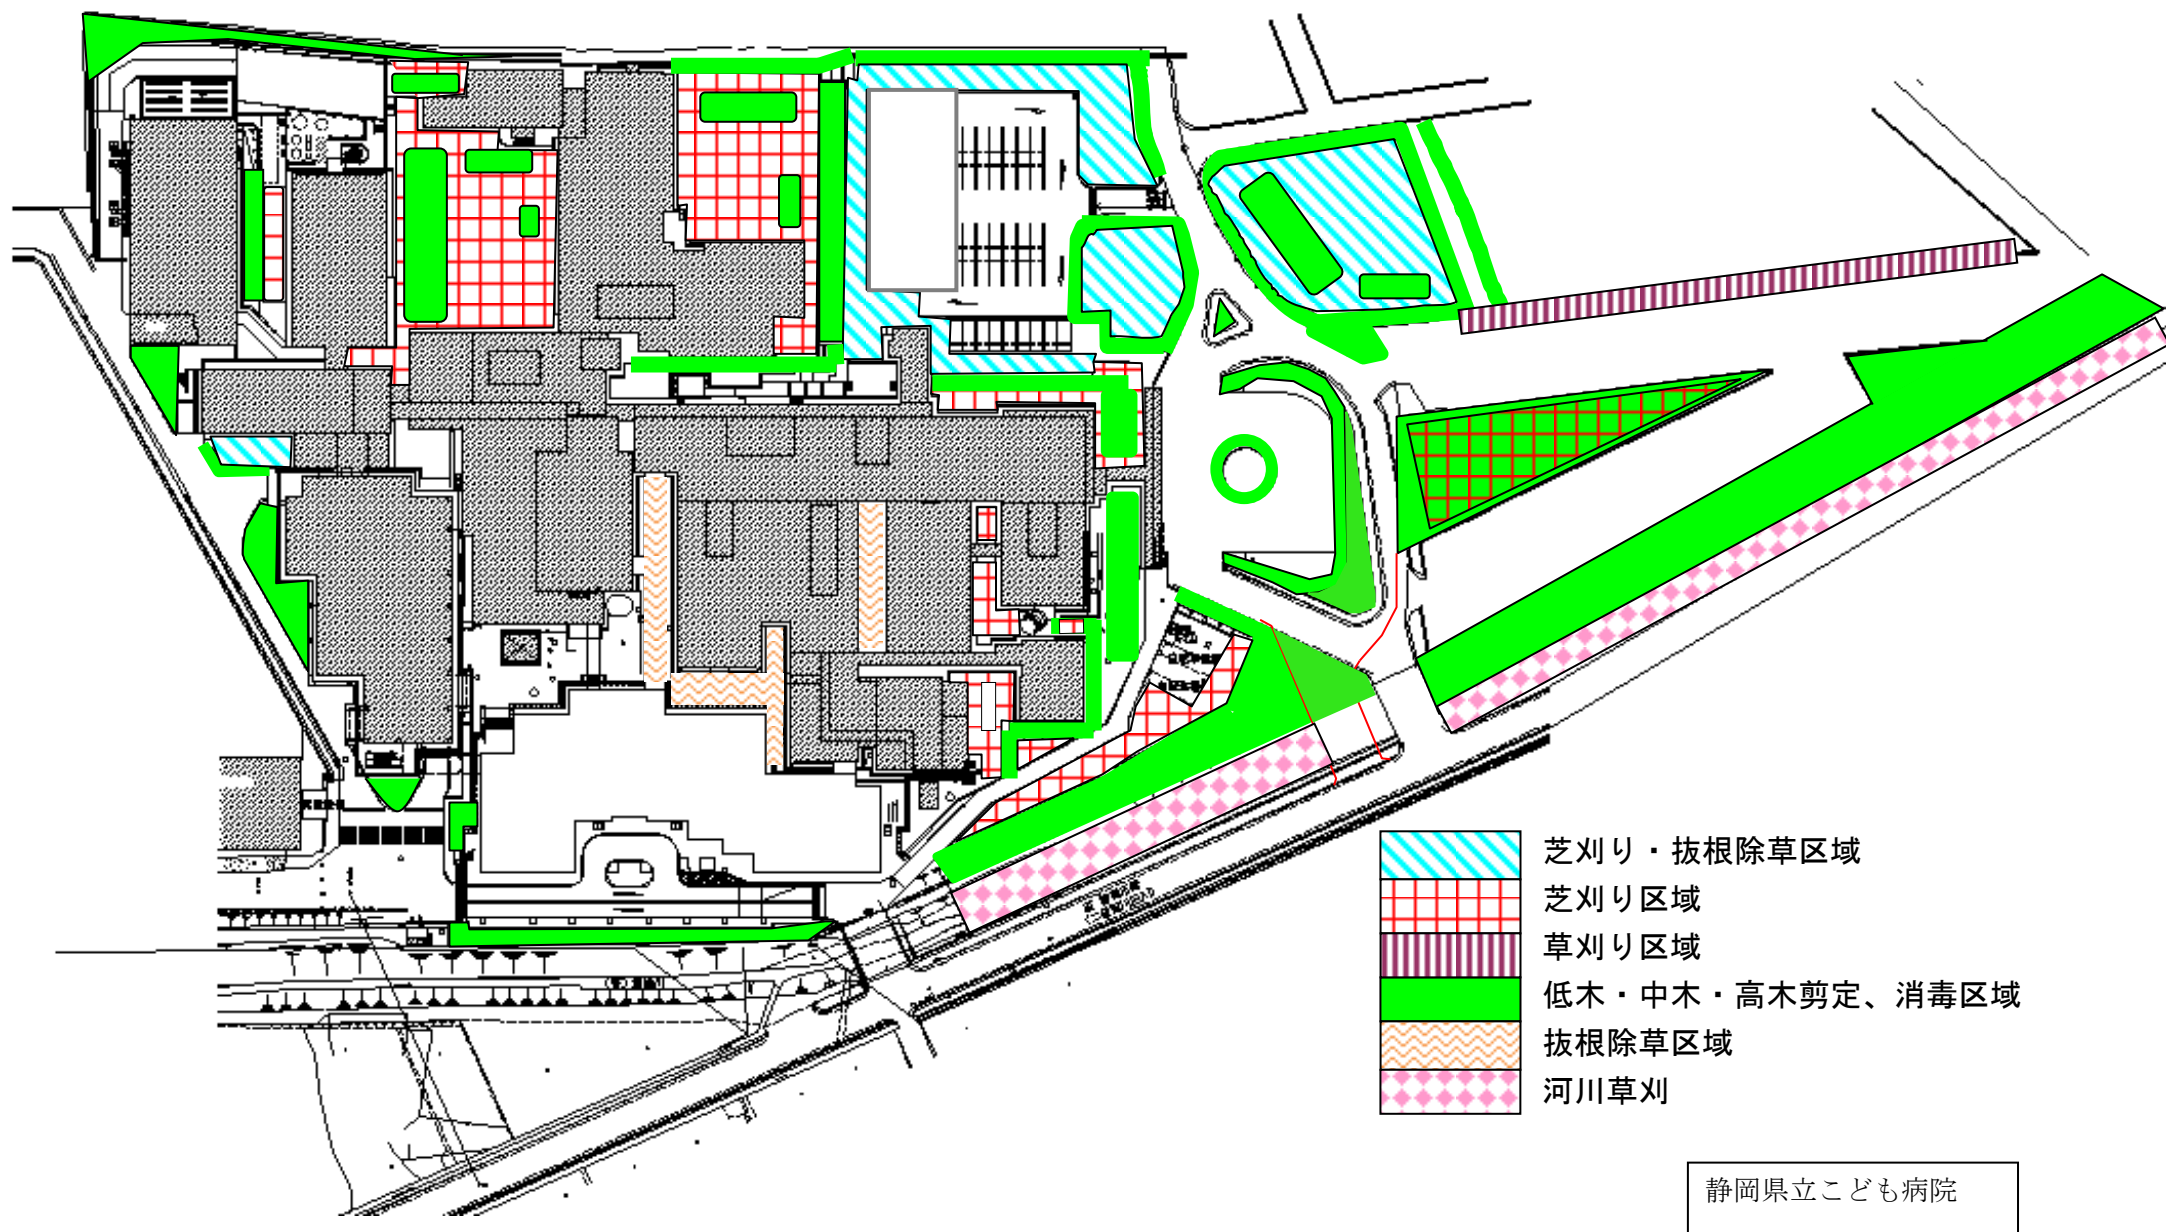 芝刈り・抜根除草区域
芝刈り区域
草刈り区域
低木・中木・高木剪定、消毒区域
抜根除草区域
河川草刈
静岡県立こども病院